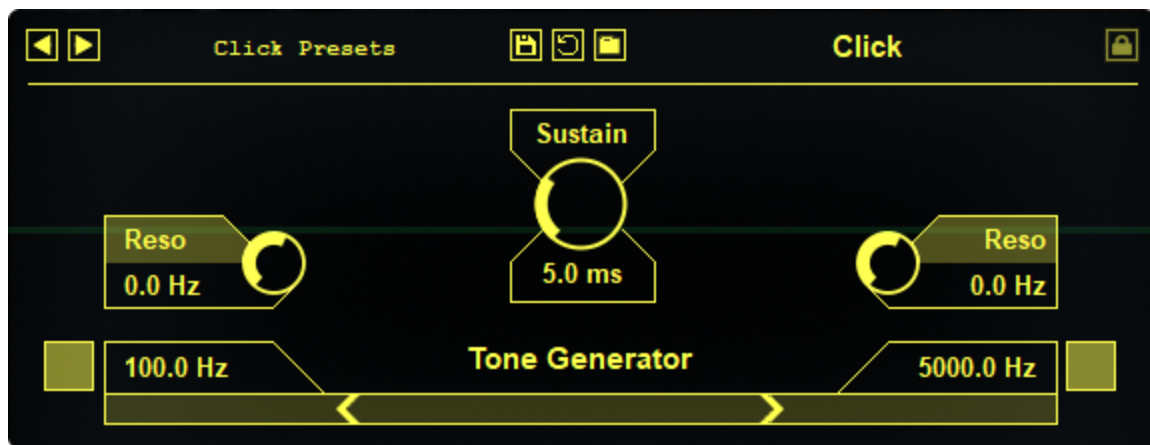 Click Presets
Click
Sustain
5.0 ms
Reso
0.0 Hz
Reso
0.0 Hz
100.0 Hz
Tone Generator
5000.0 Hz